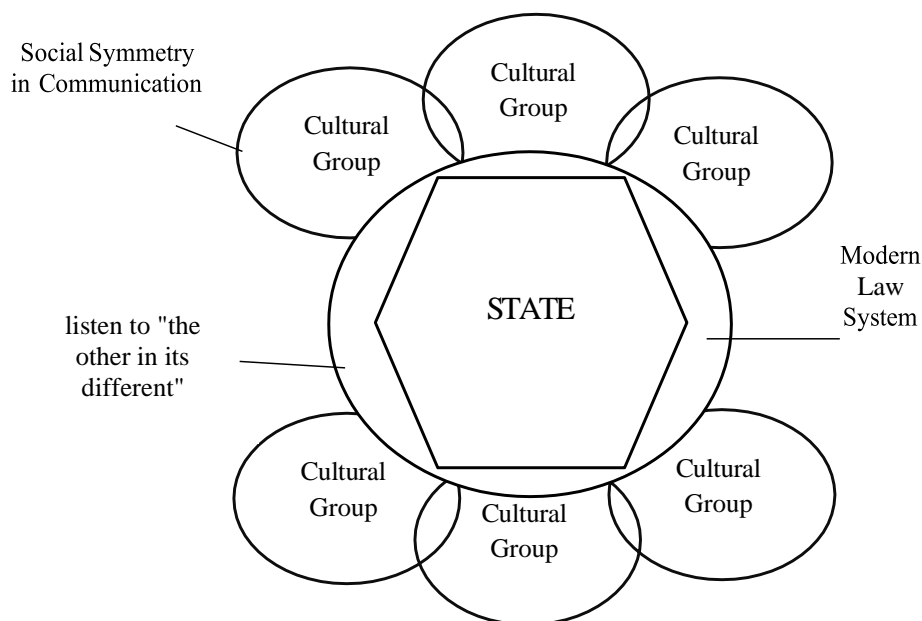 Social Symmetry
in Communication
Cultural
Group
Cultural
Group
Cultural
Group
STATE
Modern
Law
System
listen to "the
other in its
different"
Cultural
Group
Cultural
Group
Cultural
Group